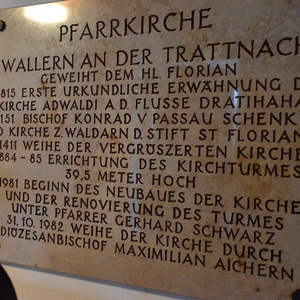 PFARRKIRCHE
WALLERN AN DER TRATTNACH
GEWEIHT DEM HL. FLORIAN
815 ERSTE URKUNDLICHE ERWÄHNUNG D
KIRCHE ADWALDI A.D. FLUSSE DRATIHAHA
1151 BISCHOF KONRAD V. PASSAU SCHENK
D KIRCHE Z. WALDARN D. STIFT ST FLORIAN
1411 WEIHE DER VERGRÖSZERTEN KIRCHE
1884-85 ERRICHTUNG DES KIRCHTURMES
39,5 METER HOCH
1981 BEGINN DES NEUBAUES DER KIRCHE
UND DER RENOVIERUNG DES TURMES
UNTER PFARRER GERHARD SCHWARZ
31. 10. 1982 WEIHE DER KIRCHE DURCH
DIÖZESANBISCHOF MAXIMILIAN AICHERN